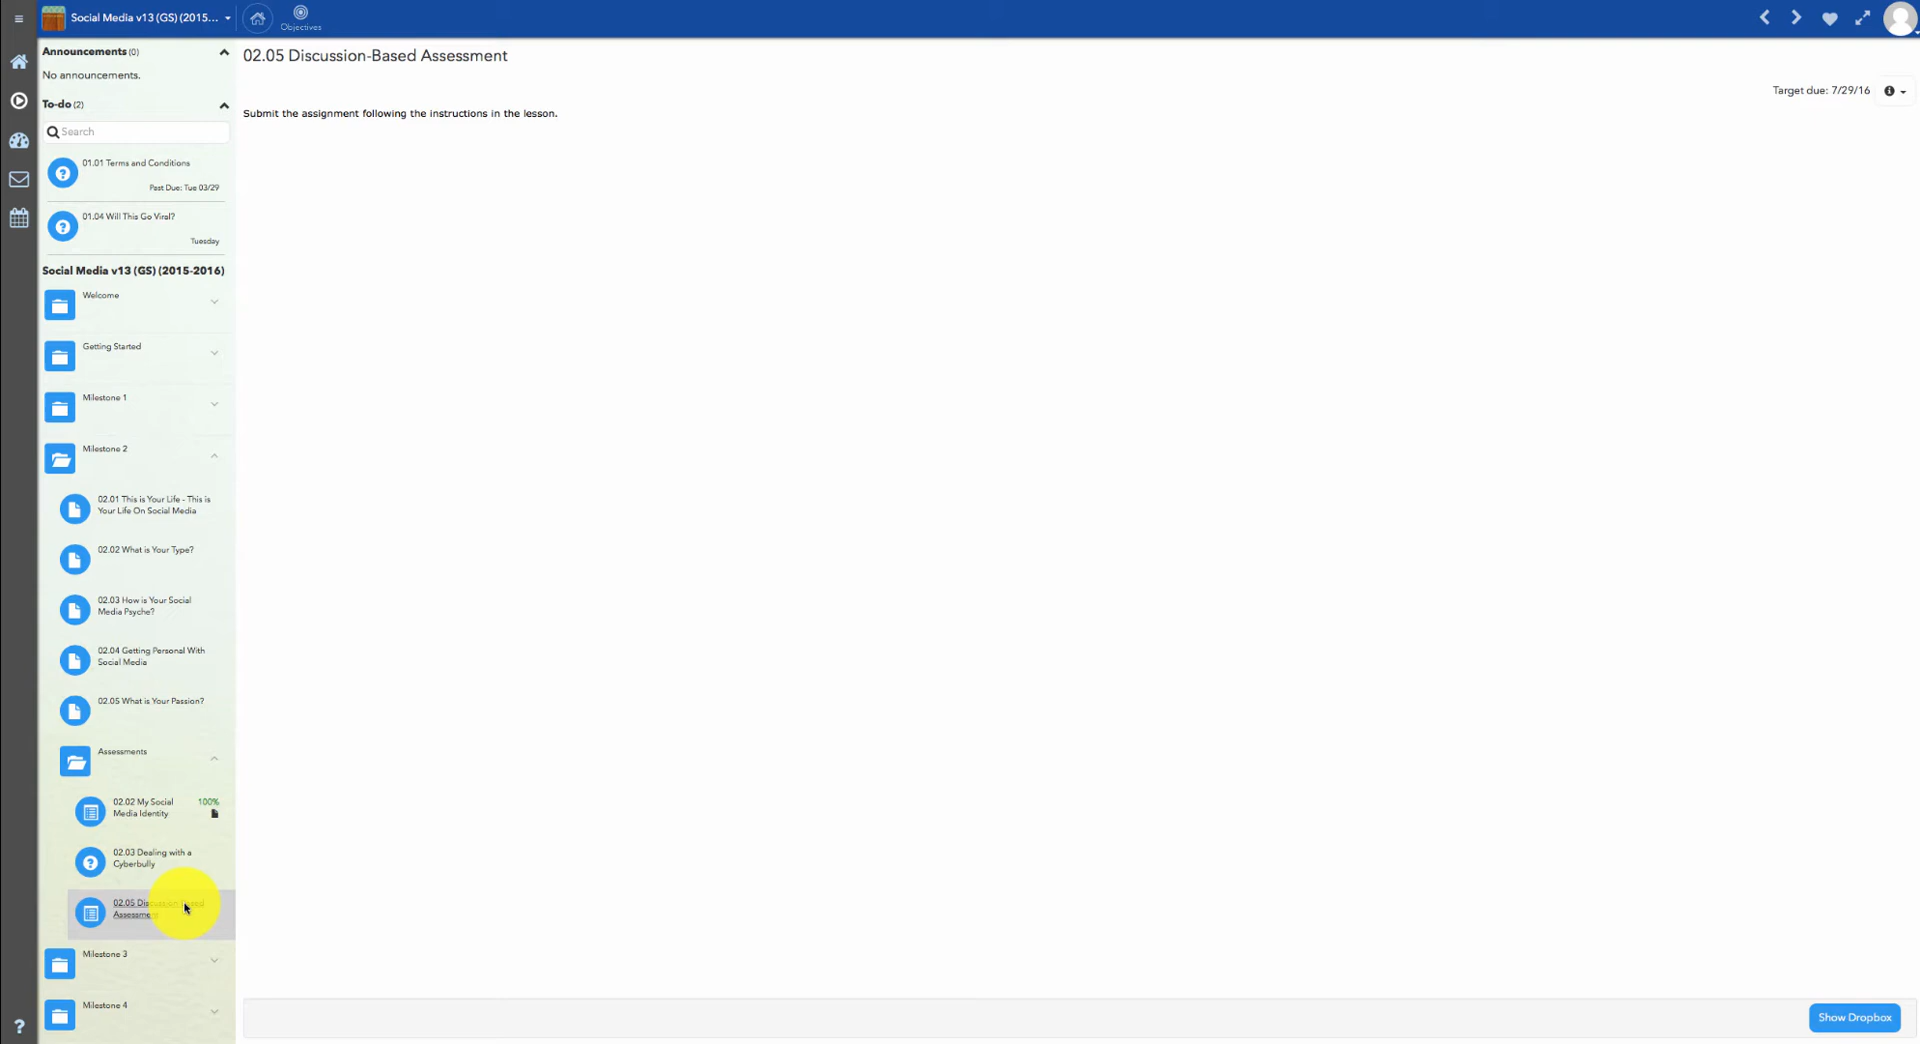 Social Media v13 (GS) (2015...
Objectives
Announcements (0)
No announcements.
To-do (2)
Search
01.01 Terms and Conditions
Past Due: Tue 03/29
01.04 Will This Go Viral?
Tuesday
Social Media v13 (GS) (2015-2016)
Welcome
Getting Started
Milestone 1
Milestone 2
02.01 This is Your Life - This is
Your Life On Social Media
02.02 What is Your Type?
02.03 How is Your Social
Media Psyche?
02.04 Getting Personal With
Social Media
02.05 What is Your Passion?
Assessments
02.02 My Social
Media Identity
100%
02.03 Dealing with a
Cyberbully
02.05 Discussion-Based
Assessment
Milestone 3
Milestone 4
02.05 Discussion-Based Assessment
Target due: 7/29/16
Submit the assignment following the instructions in the lesson.
Show Dropbox